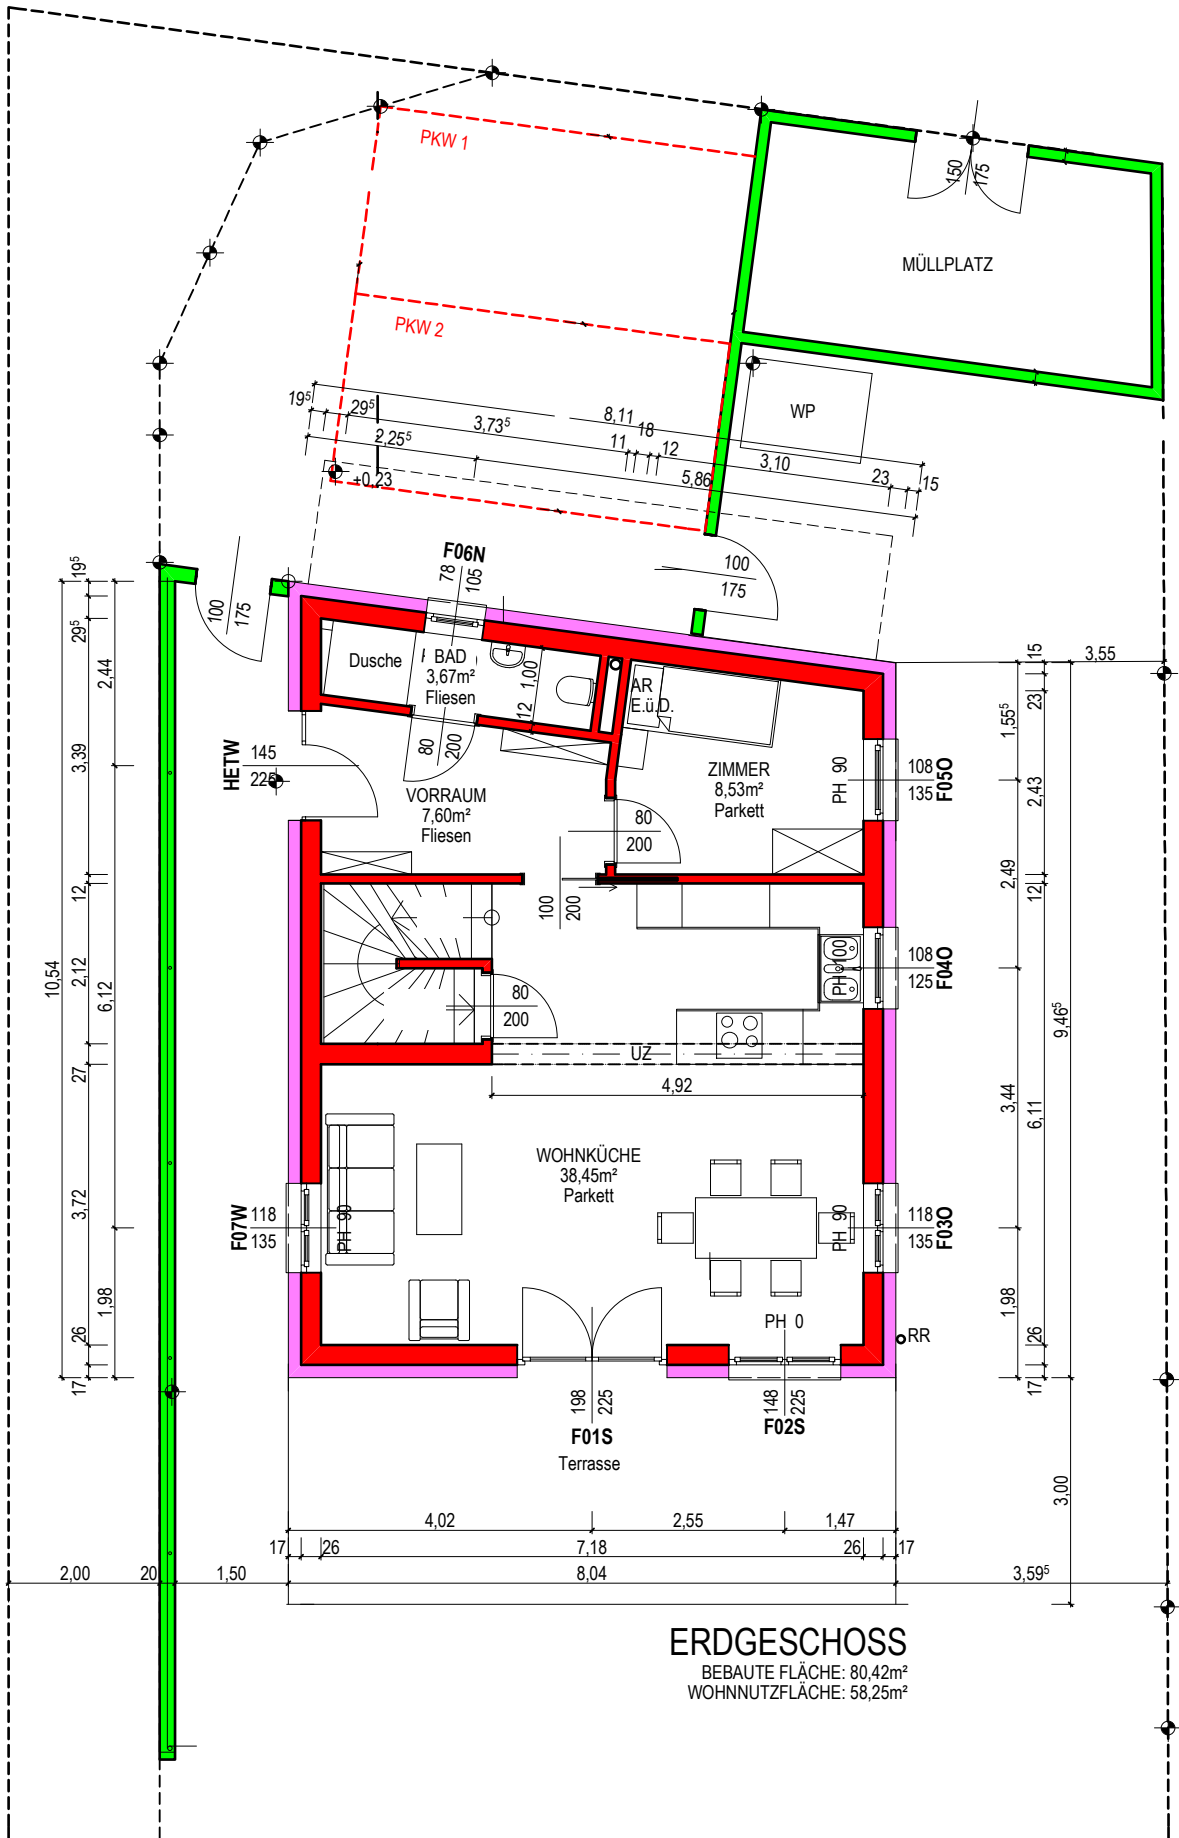 PKW 1
150
175
MÜLLPLATZ
PKW 2
WP
19⁵
29⁵
8,11
3,73⁵
18
2,25⁵
11
12
3,10
5,86
23
15
+0,23
F06N
78
105
100
175
100
175
19⁵
29⁵
2,44
Dusche
BAD
3,67m²
Fliesen
1,00
12
AR
E.ü.D.
15
3,55
23
1,55⁵
HETW
145
225
80
200
VORRAUM
7,60m²
Fliesen
ZIMMER
8,53m²
Parkett
PH 90
108
135
F05O
3,39
2,43
80
200
2,49
12
12
100
200
10,54
2,12
6,12
PH 100
108
125
F04O
9,46⁵
80
200
UZ
27
4,92
3,44
6,11
WOHNKÜCHE
38,45m²
Parkett
3,72
F07W
118
135
PH 90
PH 90
118
135
F03O
1,98
1,98
PH 0
26
26
RR
17
17
198
225
148
225
F01S
F02S
Terrasse
3,00
4,02
2,55
1,47
17
26
7,18
26
17
2,00
20
1,50
8,04
3,59⁵
ERDGESCHOSS
BEBAUTE FLÄCHE: 80,42m²
WOHNNUTZFLÄCHE: 58,25m²